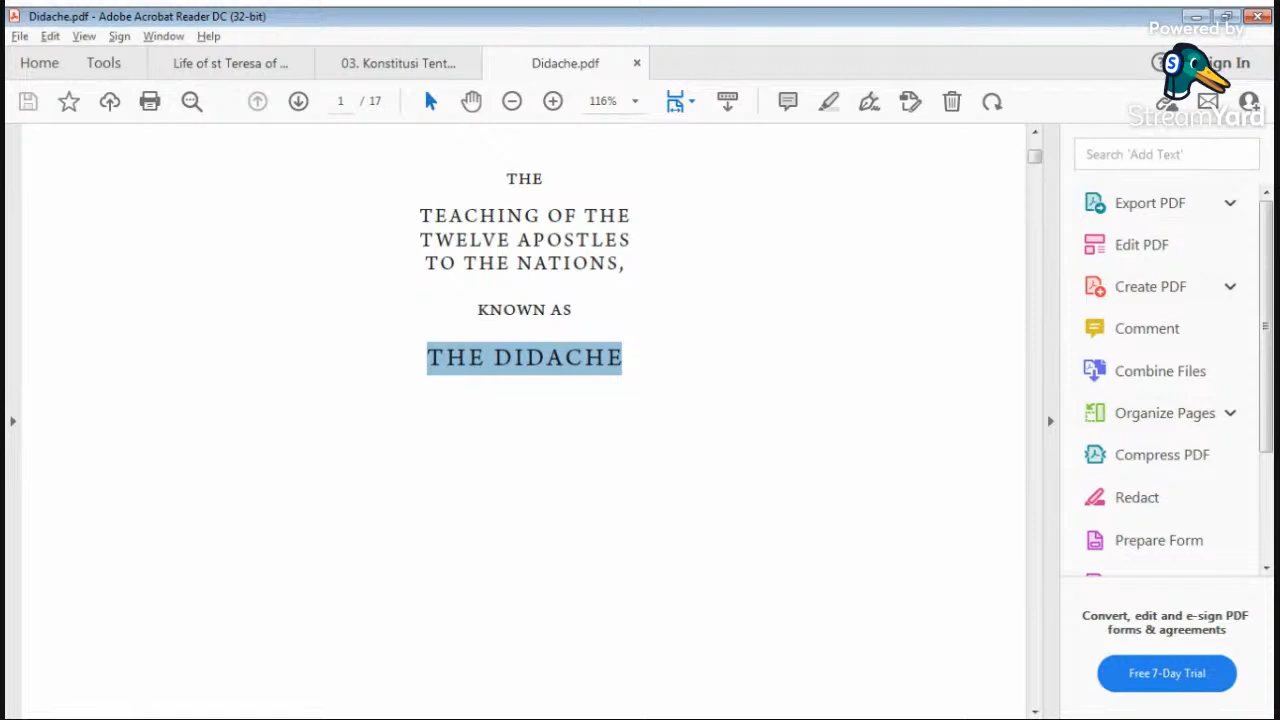 Didache.pdf - Adobe Acrobat Reader DC (32-bit)
Powered by
File Edit View Sign Window Help
Home Tools Life of st Teresa of ... 03. Konstitusi Tent... Didache.pdf × Sign In
1 / 17 116%
StreamYard
THE
TEACHING OF THE
TWELVE APOSTLES
TO THE NATIONS,
KNOWN AS
THE DIDACHE
Search 'Add Text'
Export PDF
Edit PDF
Create PDF
Comment
Combine Files
Organize Pages
Compress PDF
Redact
Prepare Form
Convert, edit and e-sign PDF
forms & agreements
Free 7-Day Trial